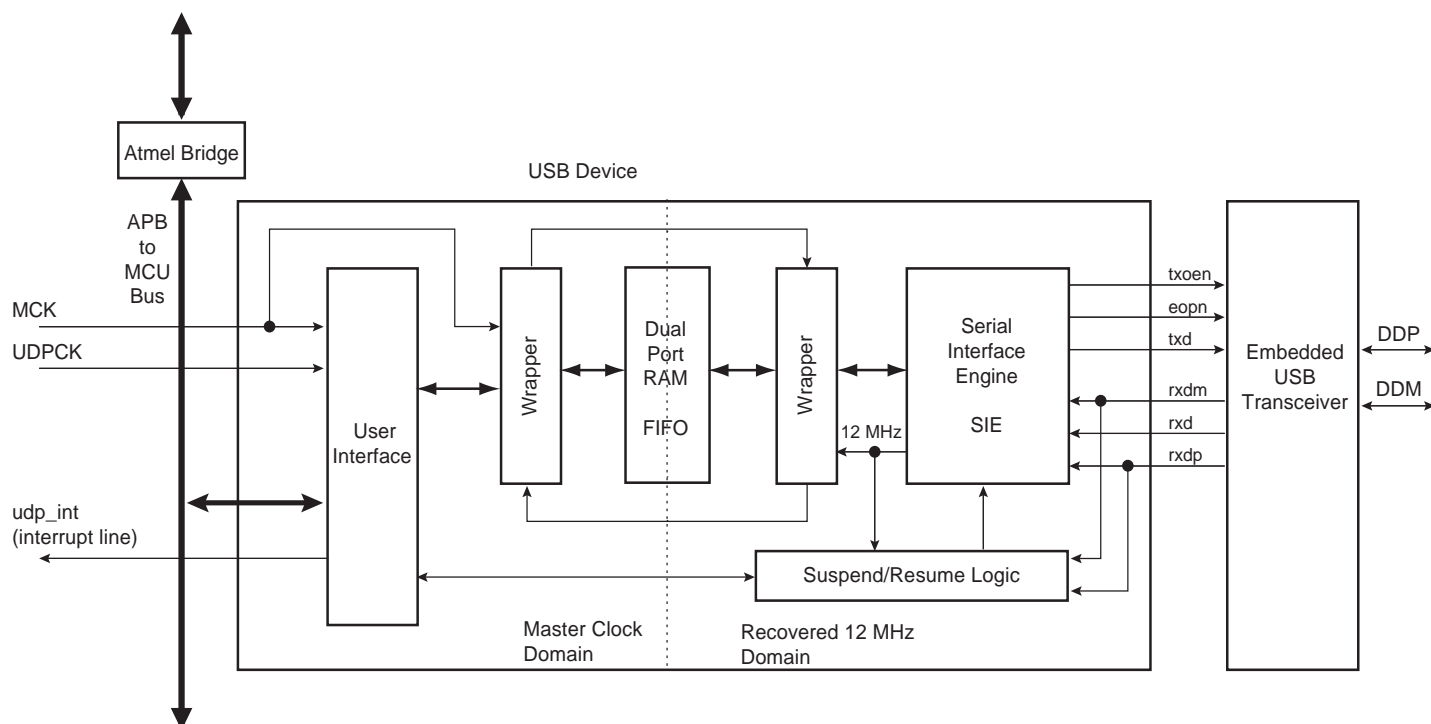 Atmel Bridge
USB Device
APB
to
MCU
Bus
MCK
UDPCK
udp_int
(interrupt line)
User
Interface
Wrapper
Dual
Port
RAM
FIFO
Wrapper
12 MHz
Serial
Interface
Engine
SIE
Suspend/Resume Logic
Master Clock
Domain
Recovered 12 MHz
Domain
txoen
eopn
txd
rxdm
rxd
rxdp
Embedded
USB
Transceiver
DDP
DDM